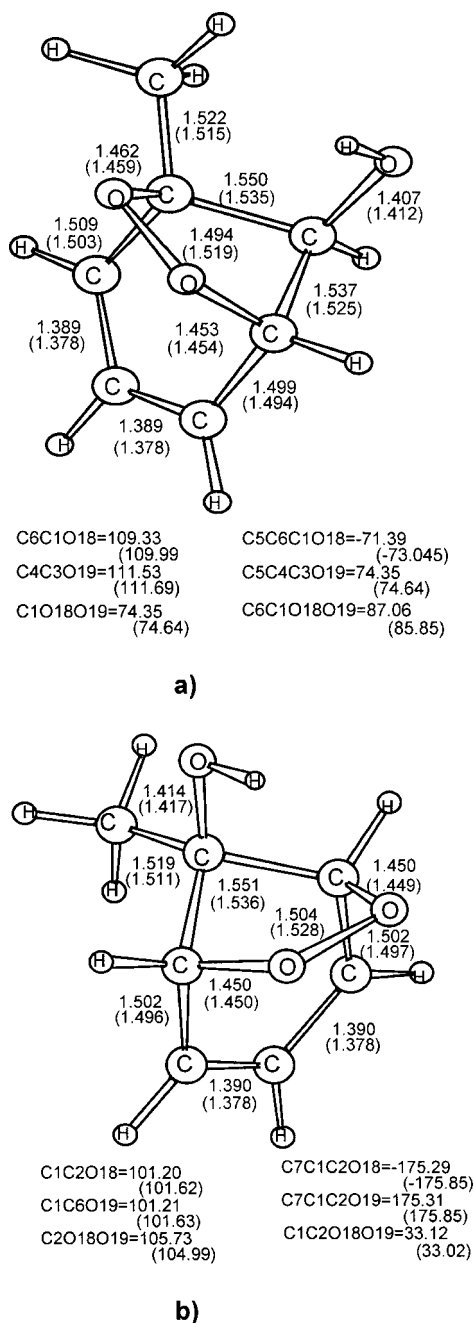 H
H
H
C
1.522
(1.515)
1.462
(1.459)
H
O
O
C
1.550
(1.535)
1.407
(1.412)
1.509
(1.503)
1.494
(1.519)
C
H
H
C
O
1.537
(1.525)
1.389
(1.378)
1.453
(1.454)
C
H
C
1.499
(1.494)
C
H
1.389
(1.378)
H
C6C1O18=109.33
(109.99
C5C6C1O18=-71.39
(-73.045)
C4C3O19=111.53
(111.69)
C5C4C3O19=74.35
(74.64)
C1O18O19=74.35
(74.64)
C6C1O18O19=87.06
(85.85)
a)
H
O
H
H
1.414
(1.417)
H
C
C
1.519
(1.511)
H
1.551
(1.536)
C
1.450
(1.449)
1.504
(1.528)
O
H
C
O
1.502
(1.497)
C
H
1.502
(1.496)
1.450
(1.450)
1.390
(1.378)
C
C
1.390
(1.378)
H
H
C1C2O18=101.20
(101.62)
C7C1C2O18=-175.29
(-175.85)
C1C6O19=101.21
(101.63)
C7C1C2O19=175.31
(175.85)
C2O18O19=105.73
(104.99)
C1C2O18O19=33.12
(33.02)
b)